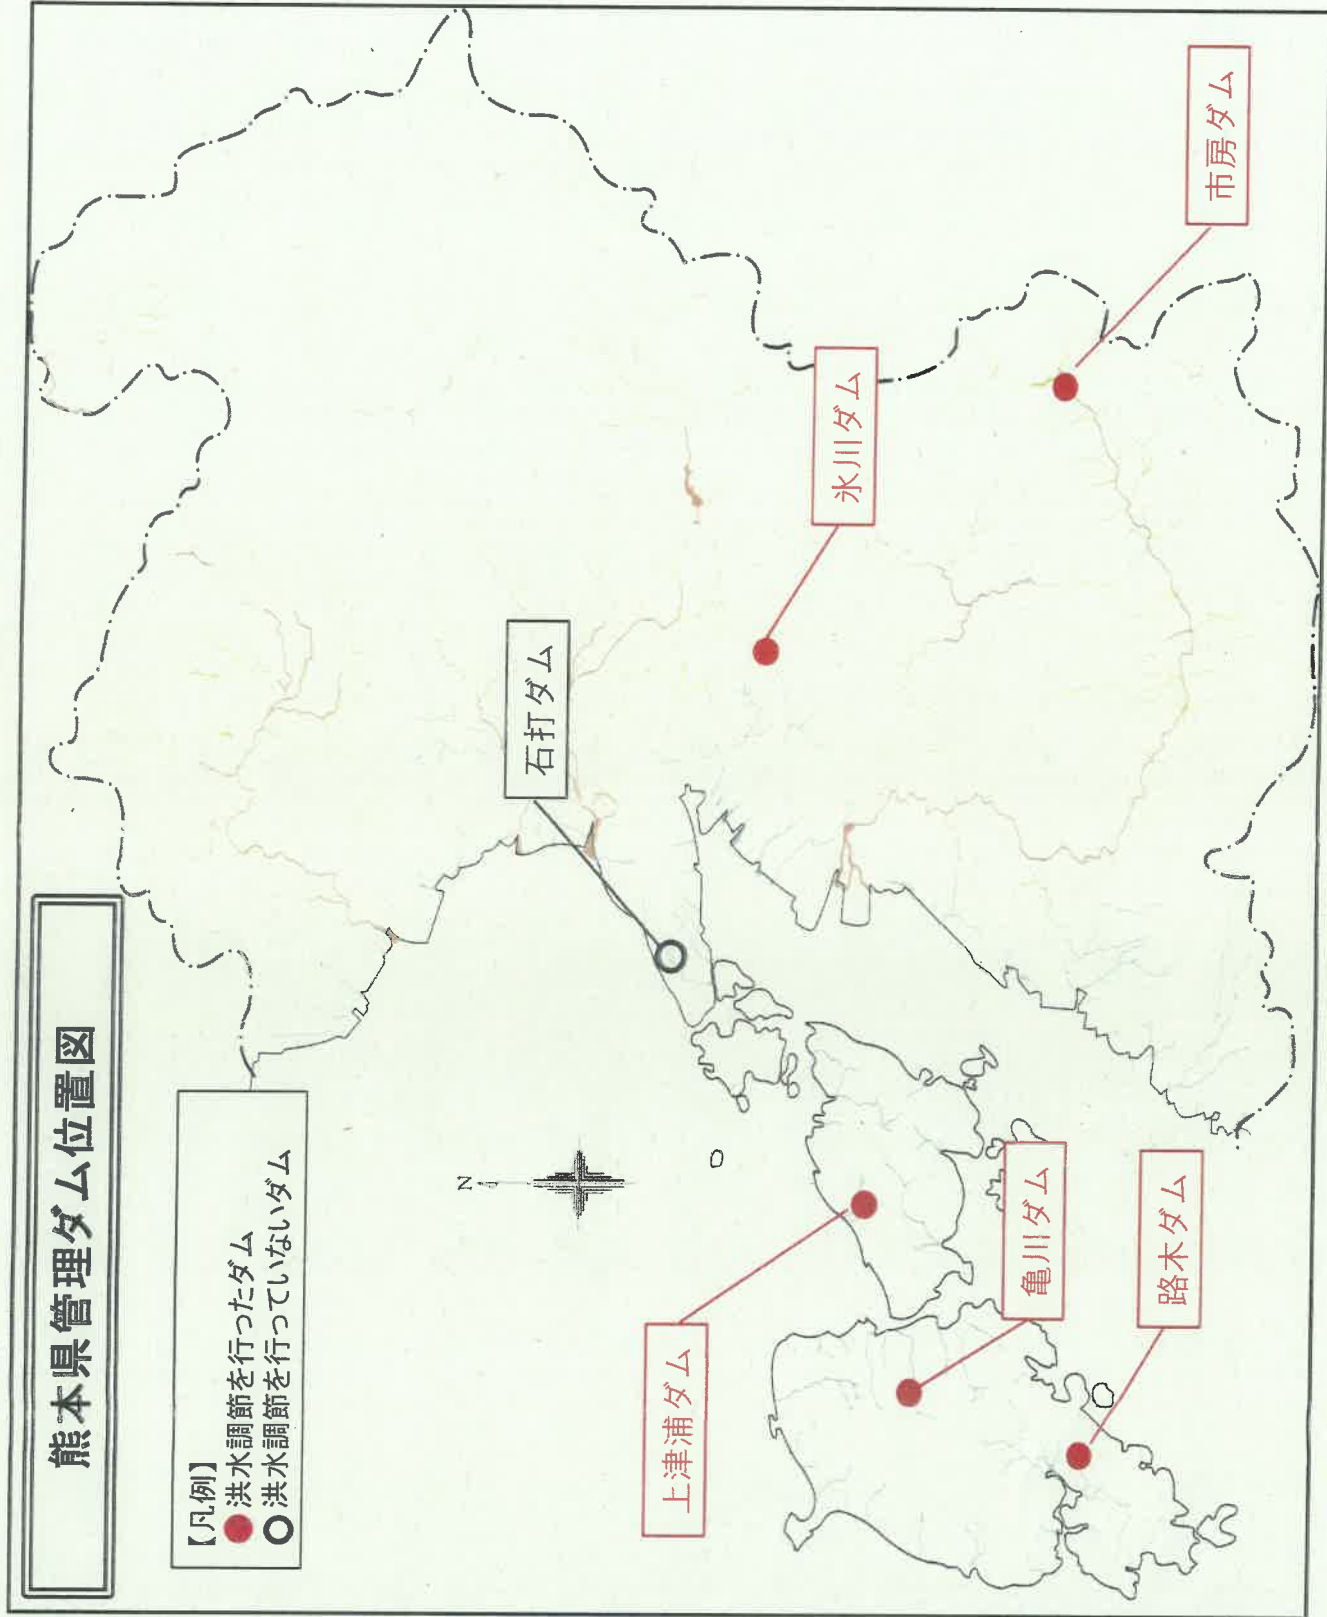 熊本県管理ダム位置図
【凡例】
洪水調節を行ったダム
洪水調節を行っていないダム
N
石打ダム
氷川ダム
市房ダム
上津浦ダム
亀川ダム
路木ダム